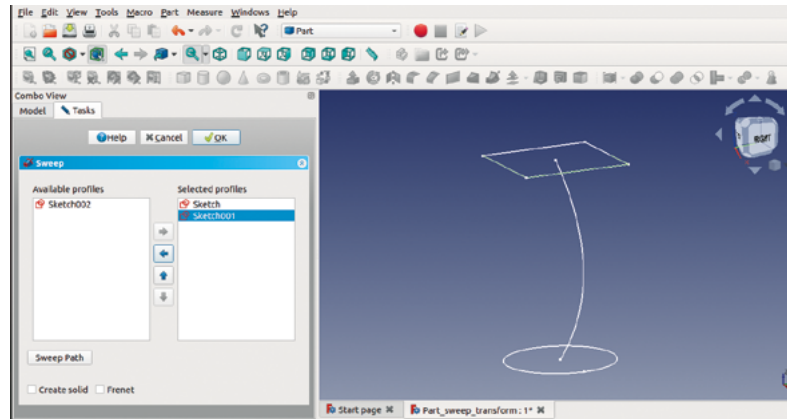 File Edit View Tools Macro Part Measure Windows Help
Part
Combo View
Model Tasks
Help Cancel OK
Sweep
Available profiles Selected profiles
Sketch002 Sketch
Sketch001
Sweep Path
Create solid Frenet
RIGHT
Start page Part_sweep_transform : 1*